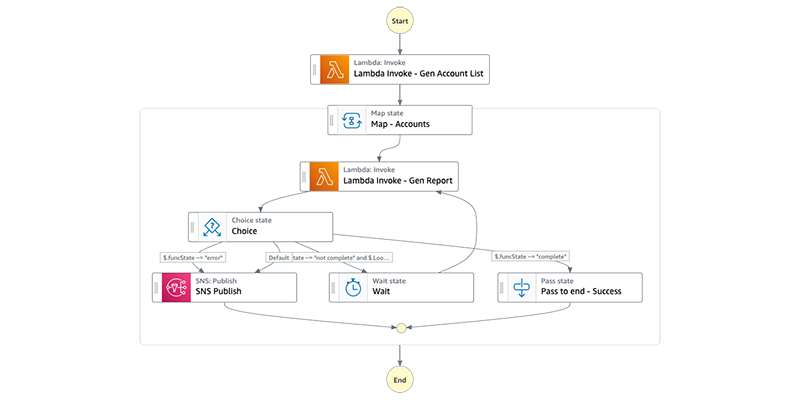 Start
Lambda: Invoke
Lambda Invoke - Gen Account List
Map state
Map - Accounts
Lambda: Invoke
Lambda Invoke - Gen Report
Choice state
Choice
$.funcState == "error"
Default
tate == "not complete" and $.Loo...
$.funcState == "complete"
SNS: Publish
SNS Publish
Wait state
Wait
Pass state
Pass to end - Success
End